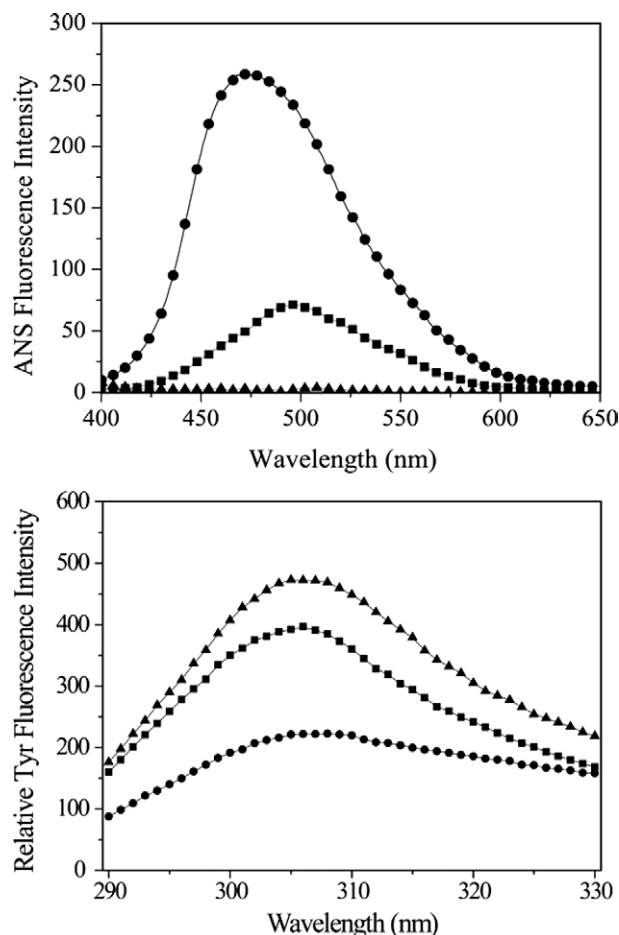 300
250
200
150
100
50
0
ANS Fluorescence Intensity
400 450 500 550 600 650
Wavelength (nm)
600
500
400
300
200
100
0
Relative Tyr Fluorescence Intensity
290 300 310 320 330
Wavelength (nm)